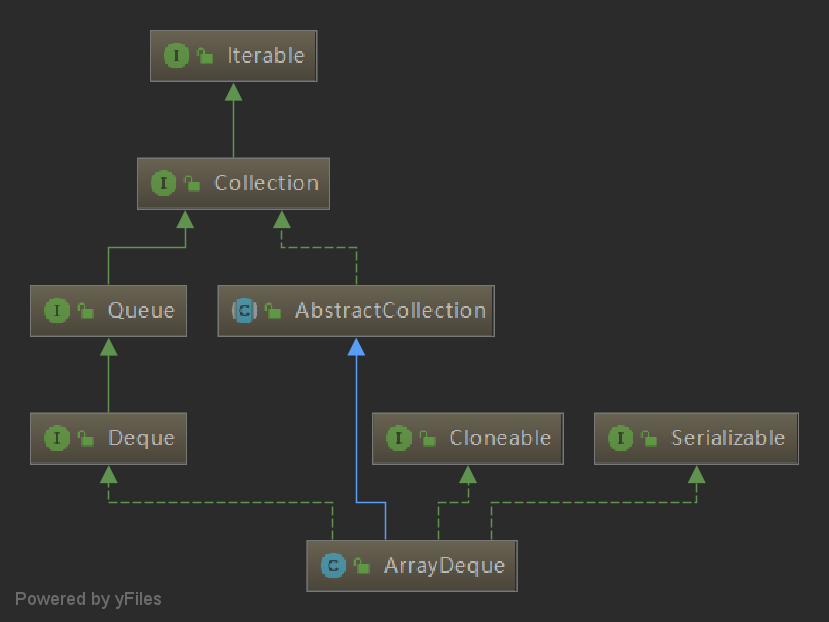 I Iterable
I Collection
I Queue
C AbstractCollection
I Deque
I Cloneable
I Serializable
C ArrayDeque
Powered by yFiles